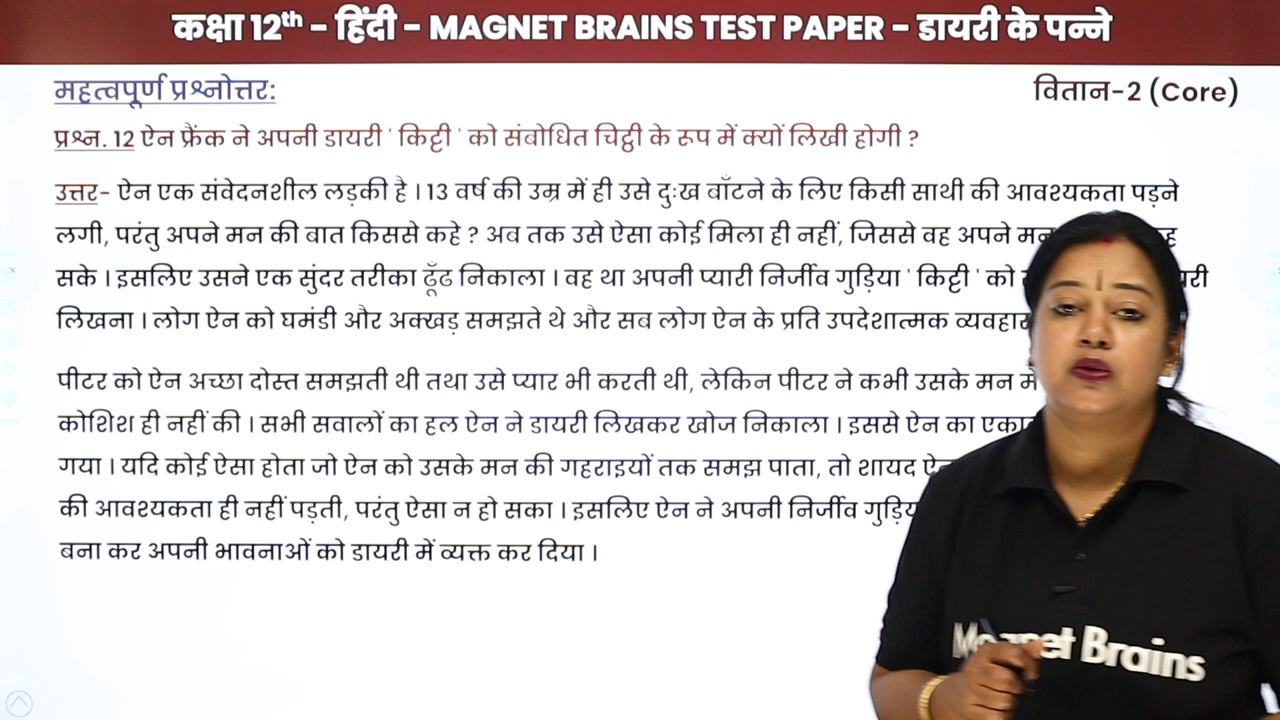 कक्षा 12th - हिंदी - MAGNET BRAINS TEST PAPER - डायरी के पन्ने
महत्वपूर्ण प्रश्नोत्तर:
वितान-2 (Core)
प्रश्न. 12 ऐन फ्रैंक ने अपनी डायरी ' किट्टी ' को संबोधित चिट्ठी के रूप में क्यों लिखी होगी ?
उत्तर- ऐन एक संवेदनशील लड़की है । 13 वर्ष की उम्र में ही उसे दुःख बाँटने के लिए किसी साथी की आवश्यकता पड़ने
लगी, परंतु अपने मन की बात किससे कहे ? अब तक उसे ऐसा कोई मिला ही नहीं, जिससे वह अपने
सके । इसलिए उसने एक सुंदर तरीका ढूँढ निकाला । वह था अपनी प्यारी निर्जीव गुड़िया ' किट्टी ' को
लिखना । लोग ऐन को घमंडी और अक्खड़ समझते थे और सब लोग ऐन के प्रति उपदेशात्मक व्यवहार
पीटर को ऐन अच्छा दोस्त समझती थी तथा उसे प्यार भी करती थी, लेकिन पीटर ने कभी उसके मन
कोशिश ही नहीं की । सभी सवालों का हल ऐन ने डायरी लिखकर खोज निकाला । इससे ऐन का
गया । यदि कोई ऐसा होता जो ऐन को उसके मन की गहराइयों तक समझ पाता, तो शायद
की आवश्यकता ही नहीं पड़ती, परंतु ऐसा न हो सका । इसलिए ऐन ने अपनी निर्जीव
बना कर अपनी भावनाओं को डायरी में व्यक्त कर दिया ।
Magnet Brains